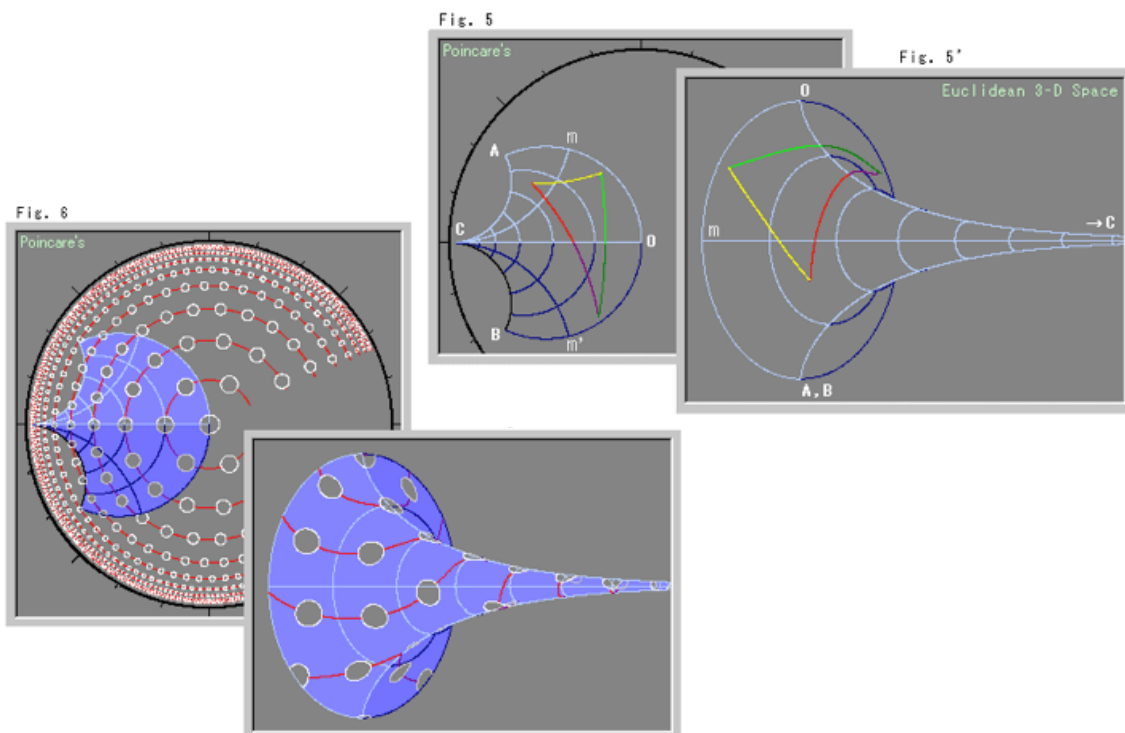 Fig. 5
Poincare's
A
m
C
O
B
m'
Fig. 5'
Euclidean 3-D Space
O
m
→C
A,B
Fig. 6
Poincare's